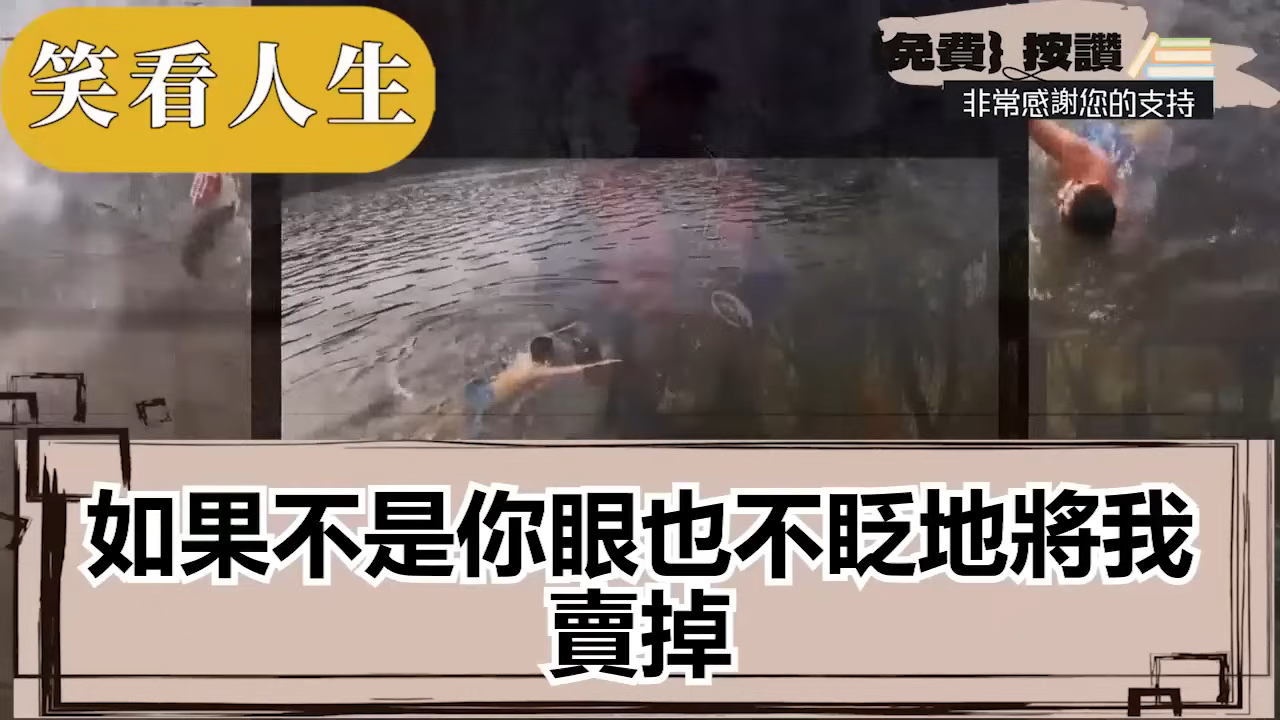 笑看人生
免費} 按讚
非常感謝您的支持
如果不是你眼也不眨地將我
賣掉